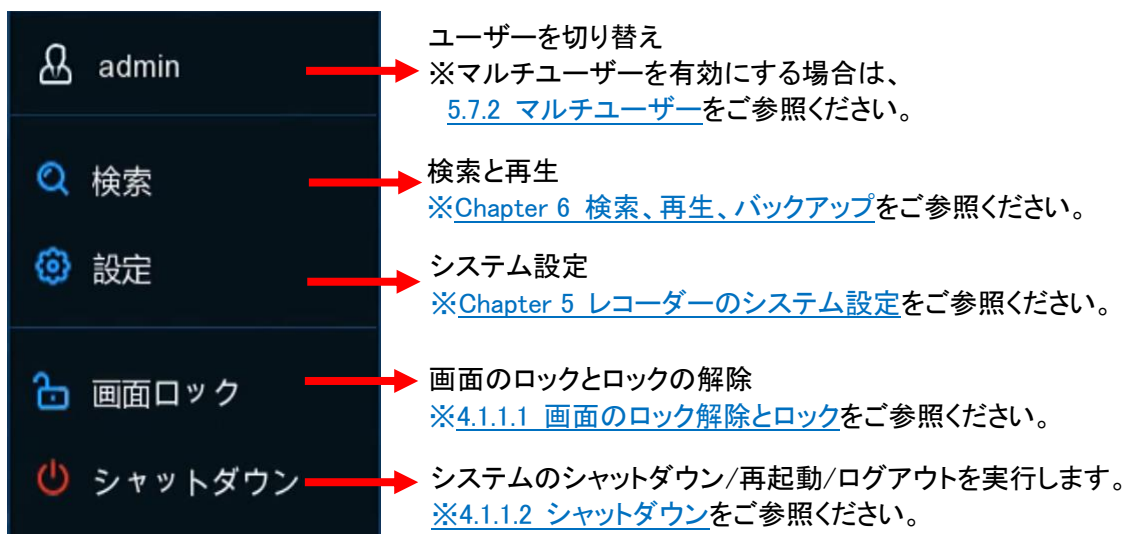 admin
ユーザーを切り替え
※マルチユーザーを有効にする場合は、
5.7.2 マルチユーザーをご参照ください。
検索
検索と再生
※Chapter 6 検索、再生、バックアップをご参照ください。
設定
システム設定
※Chapter 5 レコーダーのシステム設定をご参照ください。
画面ロック
画面のロックとロックの解除
※4.1.1.1 画面のロック解除とロックをご参照ください。
シャットダウン
システムのシャットダウン/再起動/ログアウトを実行します。
※4.1.1.2 シャットダウンをご参照ください。